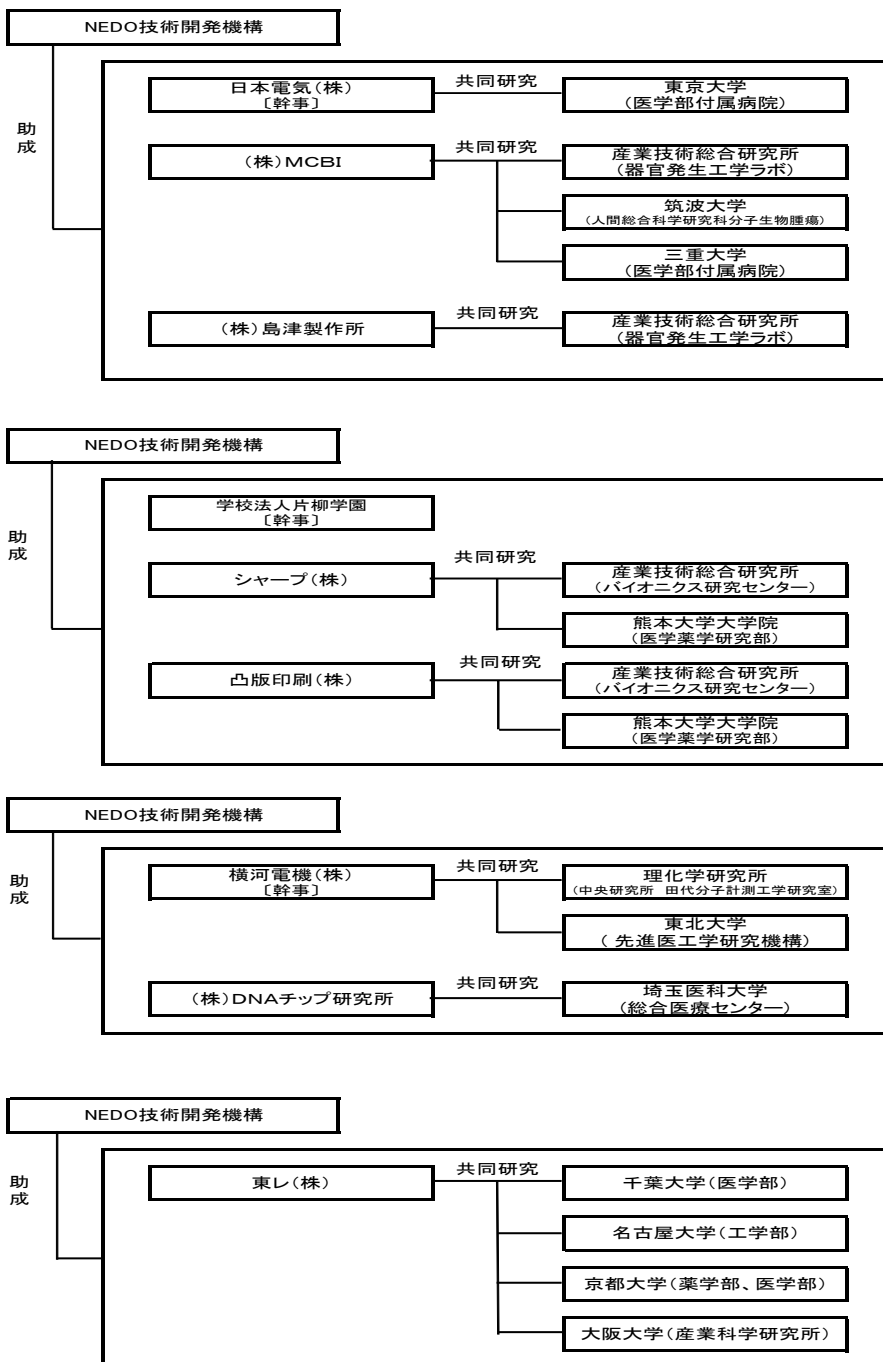 NEDO技術開発機構
助成
日本電気(株)
〔幹事〕
共同研究
東京大学
(医学部付属病院)
(株)MCBI
共同研究
産業技術総合研究所
(器官発生工学ラボ)
筑波大学
(人間総合科学研究科分子生物腫瘍)
三重大学
(医学部付属病院)
(株)島津製作所
共同研究
産業技術総合研究所
(器官発生工学ラボ)
NEDO技術開発機構
助成
学校法人片柳学園
〔幹事〕
シャープ(株)
共同研究
産業技術総合研究所
(バイオニクス研究センター)
熊本大学大学院
(医学薬学研究部)
凸版印刷(株)
共同研究
産業技術総合研究所
(バイオニクス研究センター)
熊本大学大学院
(医学薬学研究部)
NEDO技術開発機構
助成
横河電機(株)
〔幹事〕
共同研究
理化学研究所
(中央研究所 田代分子計測工学研究室)
東北大学
(先進医工学研究機構)
(株)DNAチップ研究所
共同研究
埼玉医科大学
(総合医療センター)
NEDO技術開発機構
助成
東レ(株)
共同研究
千葉大学(医学部)
名古屋大学(工学部)
京都大学(薬学部、医学部)
大阪大学(産業科学研究所)